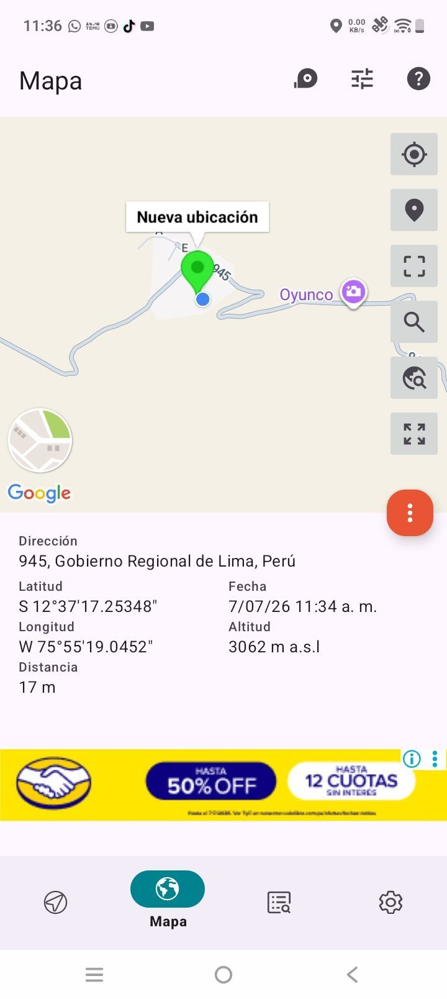 11:36
TEMU
0.00
KB/s
Mapa
Nueva ubicación
A
E
945
Oyunco
Google
Dirección
945, Gobierno Regional de Lima, Perú
Latitud
Fecha
S 12°37'17.25348"
7/07/26 11:34 a. m.
Longitud
Altitud
W 75°55'19.0452"
3062 m a.s.l
Distancia
17 m
HASTA
50% OFF
HASTA
12 CUOTAS
SIN INTERÉS
Mapa